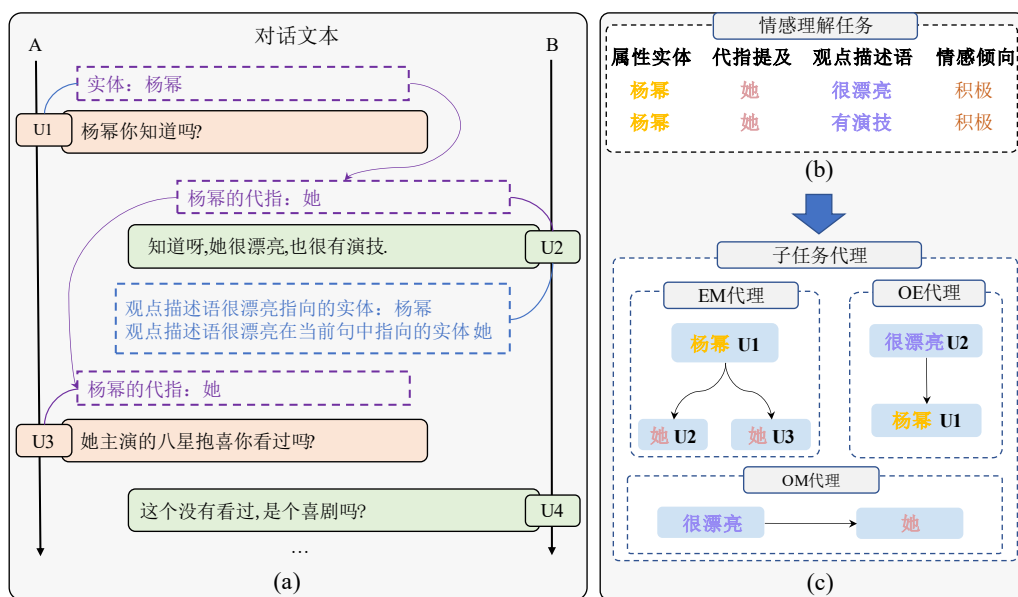 A
对话文本
B
实体：杨幂
U1
杨幂你知道吗?
杨幂的代指：她
知道呀,她很漂亮,也很有演技.
U2
观点描述语很漂亮指向的实体：杨幂
观点描述语很漂亮在当前句中指向的实体:她
杨幂的代指：她
U3
她主演的八星抱喜你看过吗?
这个没有看过,是个喜剧吗?
U4
…
(a)
情感理解任务
属性实体 代指提及 观点描述语 情感倾向
杨幂 她 很漂亮 积极
杨幂 她 有演技 积极
(b)
子任务代理
EM代理
杨幂 U1
她 U2
她 U3
OE代理
很漂亮 U2
杨幂 U1
OM代理
很漂亮
她
(c)